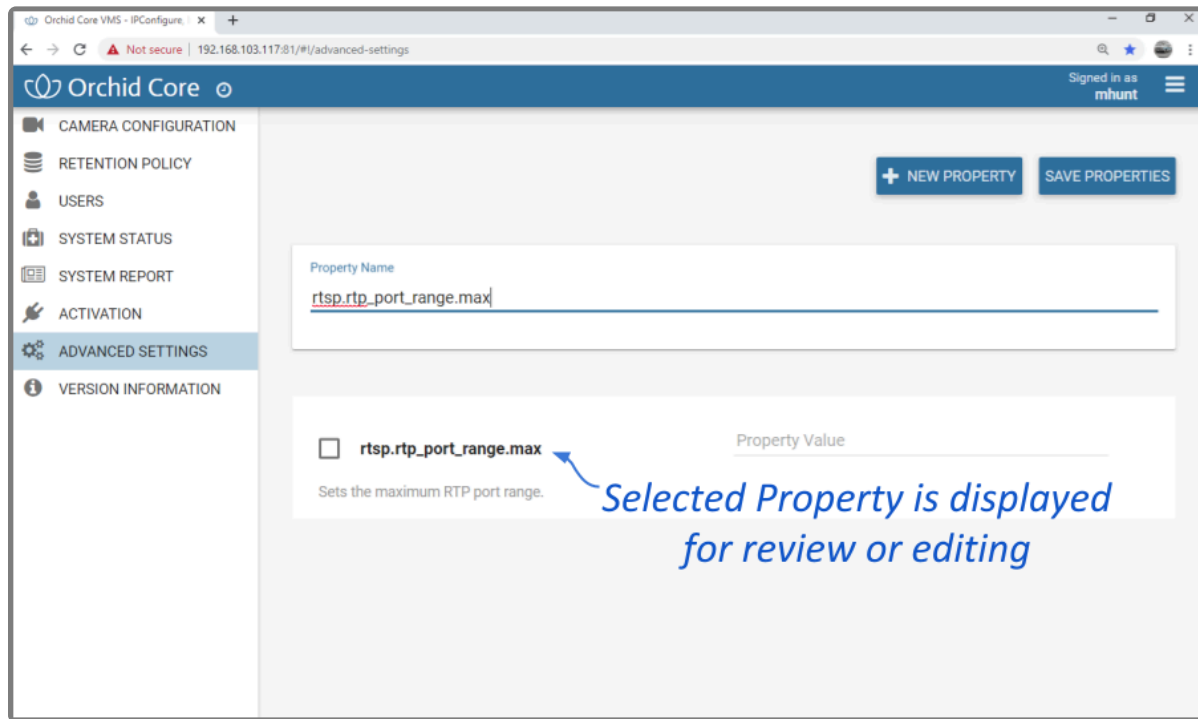 Orchid Core VMS - IPConfigure,
Not secure | 192.168.103.117:81/#!/advanced-settings
Orchid Core
Signed in as
mhunt
CAMERA CONFIGURATION
RETENTION POLICY
USERS
SYSTEM STATUS
SYSTEM REPORT
ACTIVATION
ADVANCED SETTINGS
VERSION INFORMATION
NEW PROPERTY
SAVE PROPERTIES
Property Name
rtsp.rtp_port_range.max
rtsp.rtp_port_range.max
Property Value
Sets the maximum RTP port range.
Selected Property is displayed
for review or editing